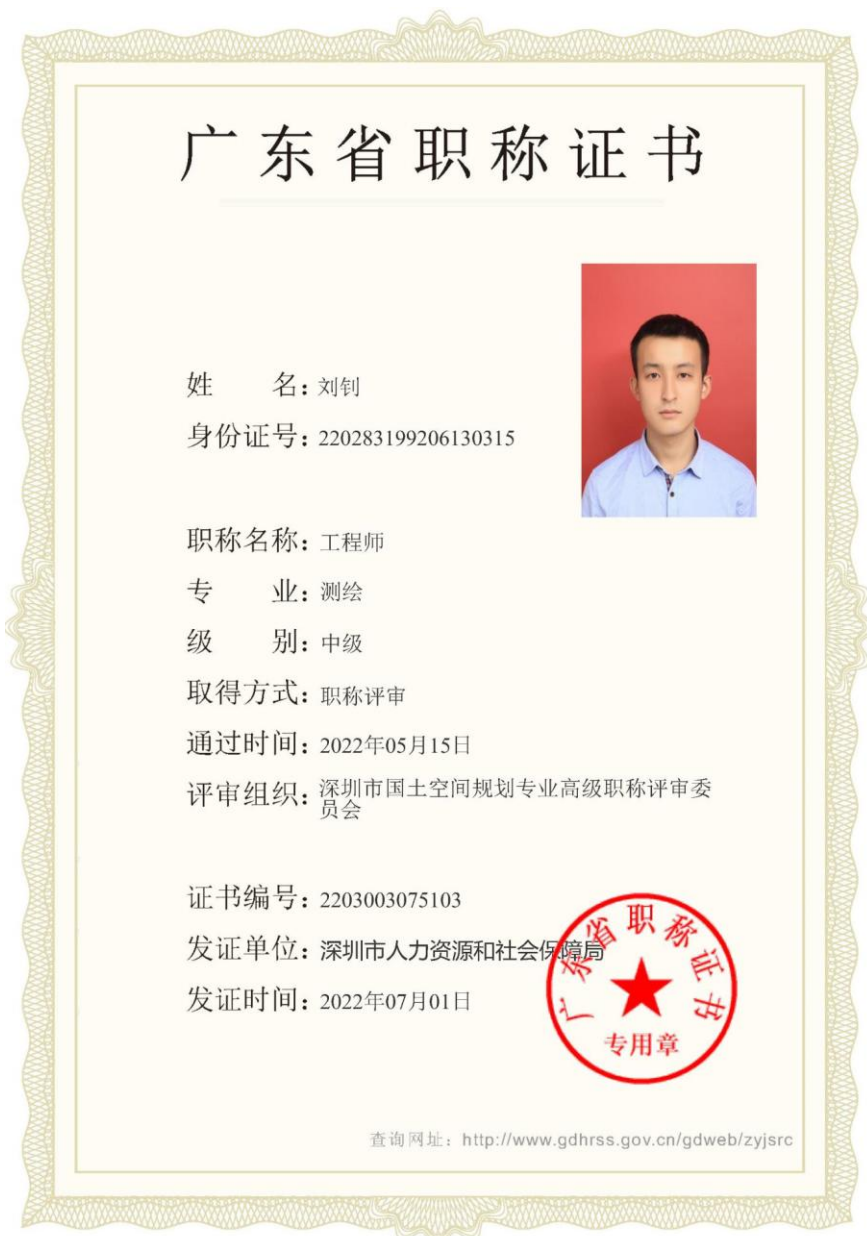 广东省职称证书
姓 名：刘钊
身份证号：220283199206130315
职称名称：工程师
专 业：测绘
级 别：中级
取得方式：职称评审
通过时间：2022年05月15日
评审组织：深圳市国土空间规划专业高级职称评审委
员会
证书编号：2203003075103
发证单位：深圳市人力资源和社会保障局
发证时间：2022年07月01日
广东省职称证书
专用章
查询网址：http://www.gdhrss.gov.cn/gdweb/zyjsrc